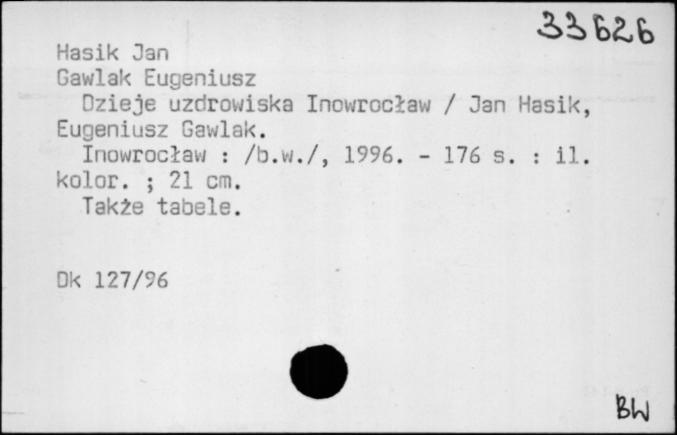 33626
Hasik Jan
Gawlak Eugeniusz
Dzieje uzdrowiska Inowrocław / Jan Hasik,
Eugeniusz Gawlak.
Inowrocław : /b.w./, 1996. - 176 s. : il.
kolor. ; 21 cm.
Także tabele.
Dk 127/96
BW